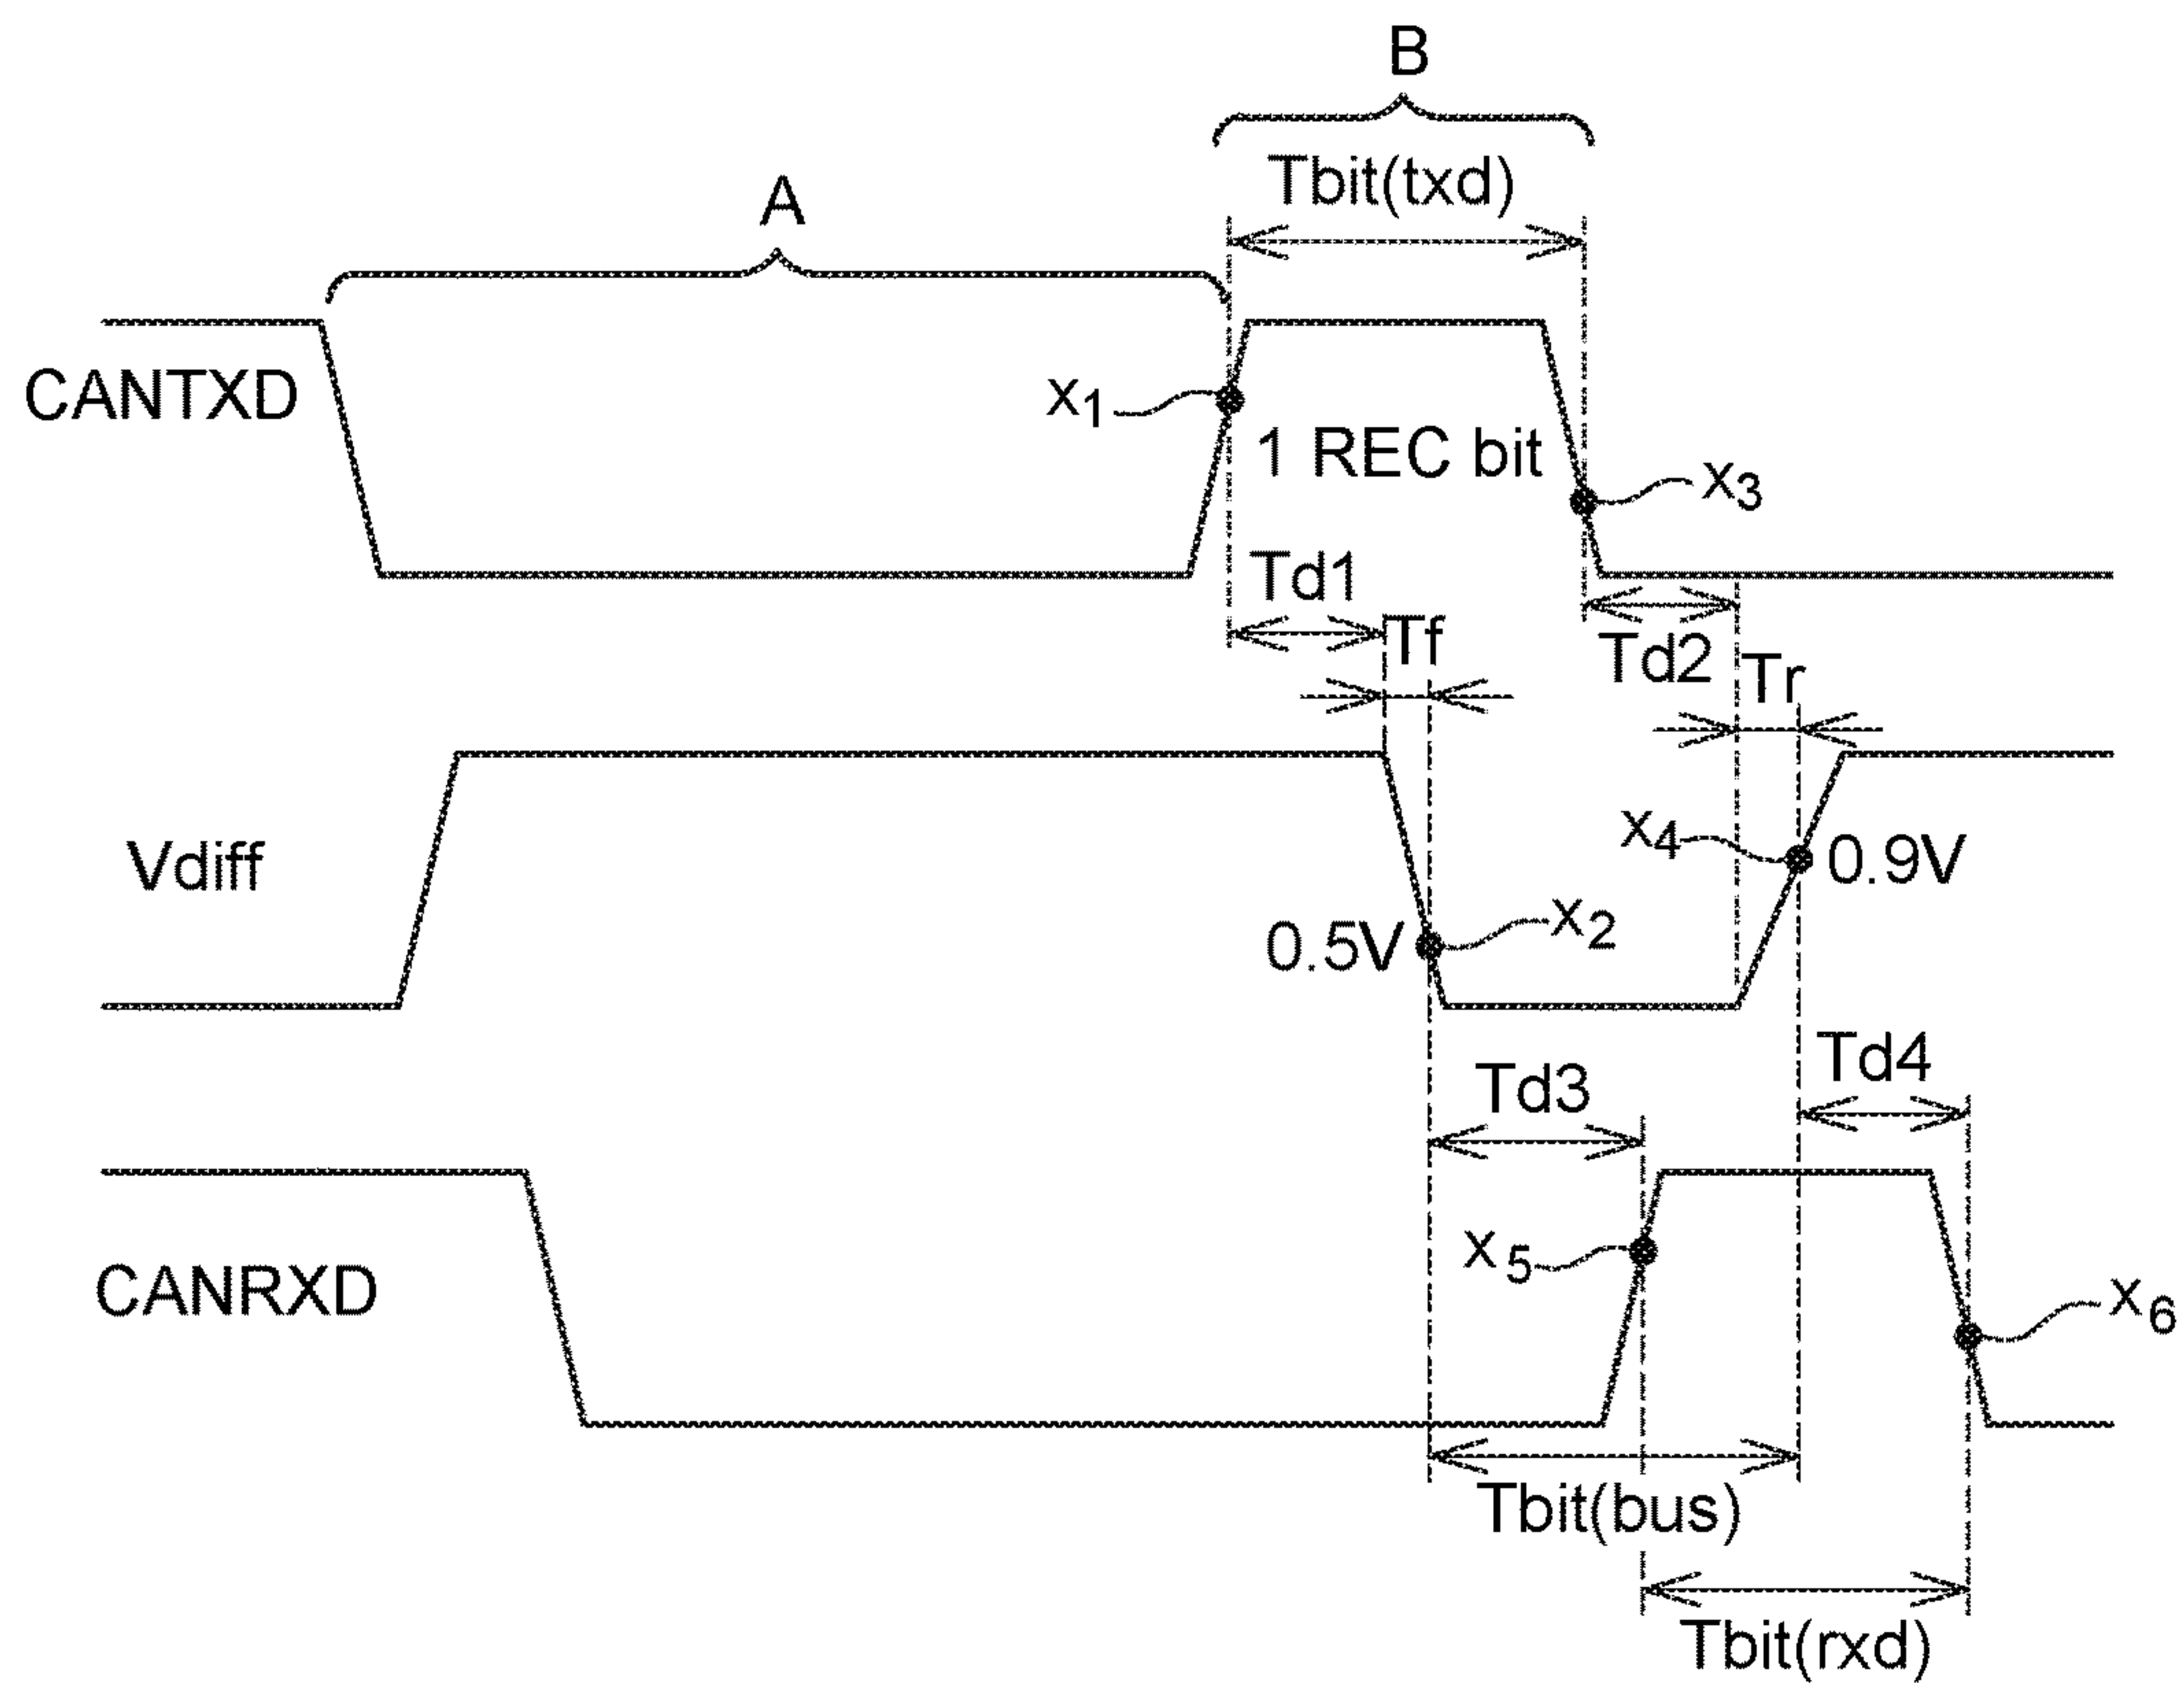 B
Tbit(txd)
A
CANTXD
x1
1 REC bit
x3
Td1
Tf
Td2
Tr
Vdiff
x4
0.9V
0.5V
x2
Td3
Td4
CANRXD
x5
x6
Tbit(bus)
Tbit(rxd)